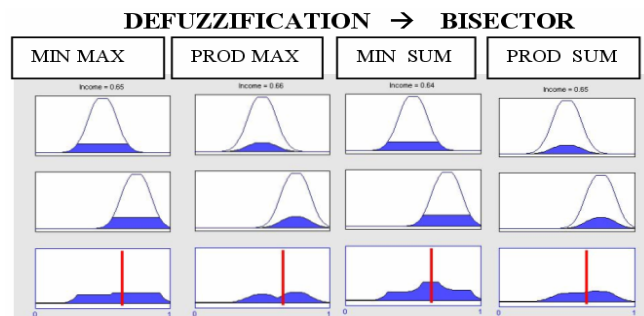 DEFUZZIFICATION → BISECTOR
MIN MAX
PROD MAX
MIN SUM
PROD SUM
Income = 0.65
Income = 0.66
Income = 0.64
Income = 0.65
0 1
0 1
0 1
0 1